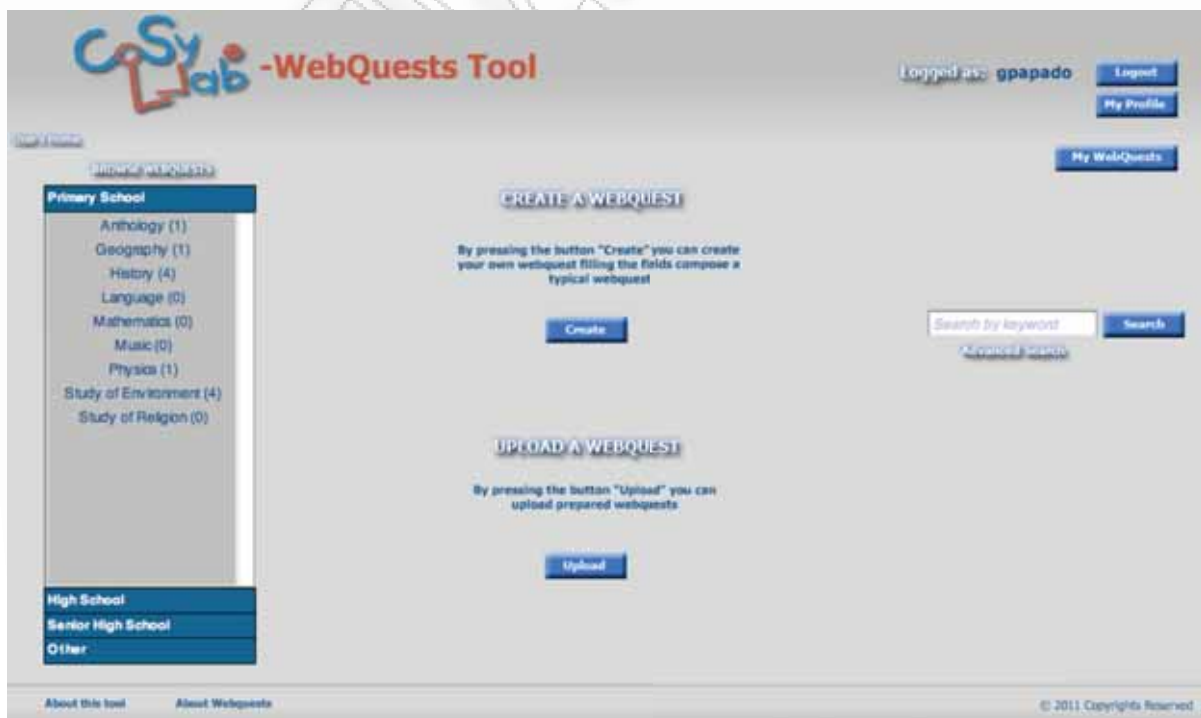 CoSy Lab -WebQuests Tool
Logged as: gpapado
Logout
My Profile
My WebQuests
BROWSE WEBQUESTS
Primary School
Anthology (1)
Geography (1)
History (4)
Language (0)
Mathematics (0)
Music (0)
Physics (1)
Study of Environment (4)
Study of Religion (0)
High School
Senior High School
Other
CREATE A WEBQUEST
By pressing the button "Create" you can create
your own webquest filling the fields compose a
typical webquest
Create
UPLOAD A WEBQUEST
By pressing the button "Upload" you can
upload prepared webquests
Upload
Search by keyword
Search
Advanced Search
About this tool
About Webquests
© 2011 Copyrights Reserved